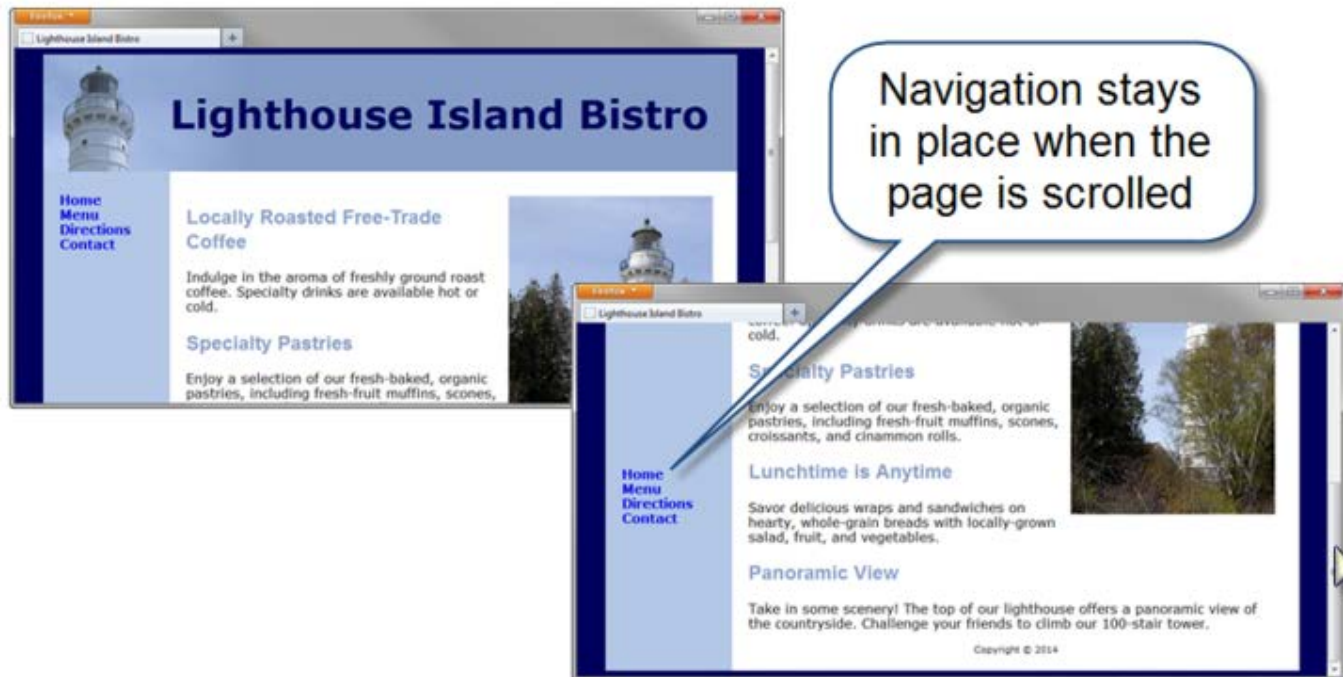 Firefox
Lighthouse Island Bistro
Lighthouse Island Bistro
Home
Menu
Directions
Contact
Locally Roasted Free-Trade
Coffee
Indulge in the aroma of freshly ground roast
coffee. Specialty drinks are available hot or
cold.
Specialty Pastries
Enjoy a selection of our fresh-baked, organic
pastries, including fresh-fruit muffins, scones,
Navigation stays
in place when the
page is scrolled
Firefox
Lighthouse Island Bistro
cold.
Specialty Pastries
Enjoy a selection of our fresh-baked, organic
pastries, including fresh-fruit muffins, scones,
croissants, and cinammon rolls.
Home
Menu
Directions
Contact
Lunchtime is Anytime
Savor delicious wraps and sandwiches on
hearty, whole-grain breads with locally-grown
salad, fruit, and vegetables.
Panoramic View
Take in some scenery! The top of our lighthouse offers a panoramic view of
the countryside. Challenge your friends to climb our 100-stair tower.
Copyright © 2014